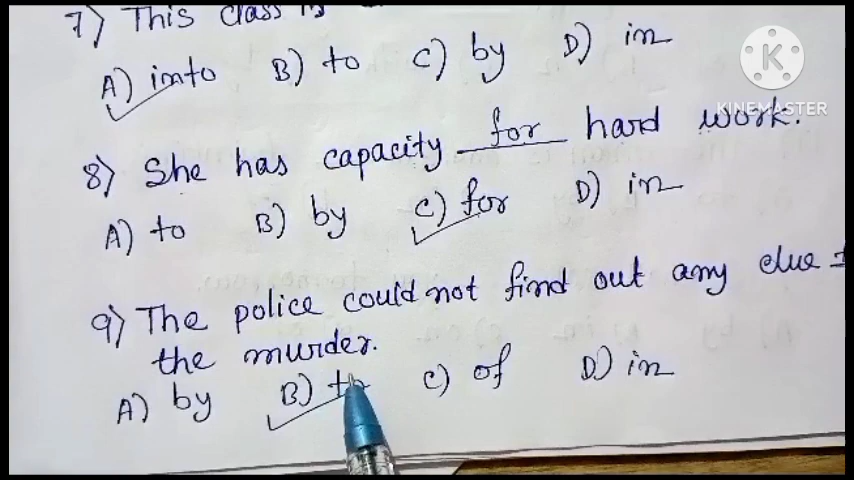 7) This class is
A) into B) to C) by D) in
K
KINEMASTER
8) She has capacity for hard work.
A) to B) by C) for D) in
9) The police could not find out any clue
the murder.
A) by B) to C) of D) in